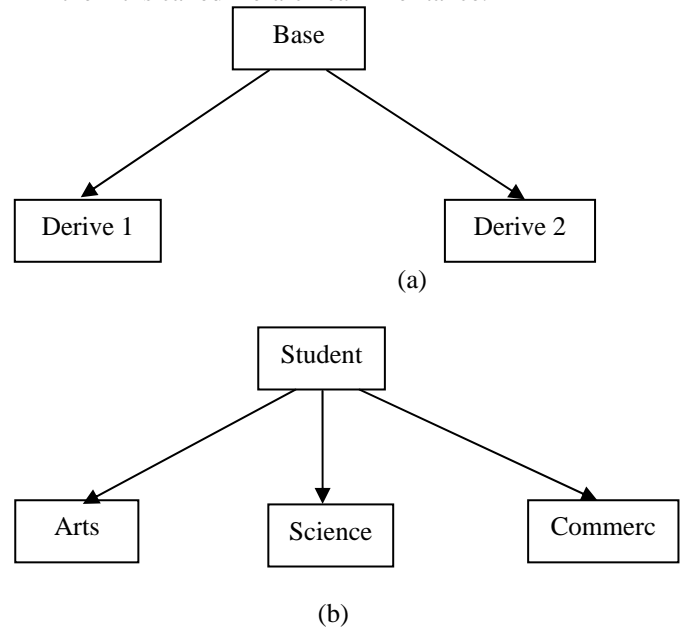 Base
Derive 1 Derive 2
(a)
Student
Arts Science Commerc
(b)